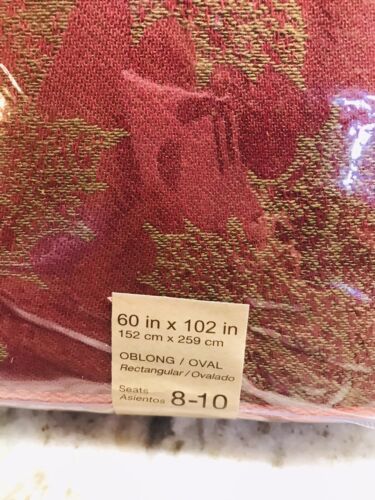 60 in x 102 in
152 cm x 259 cm
OBLONG / OVAL
Rectangular / Ovalado
Seats
Asientos 8-10